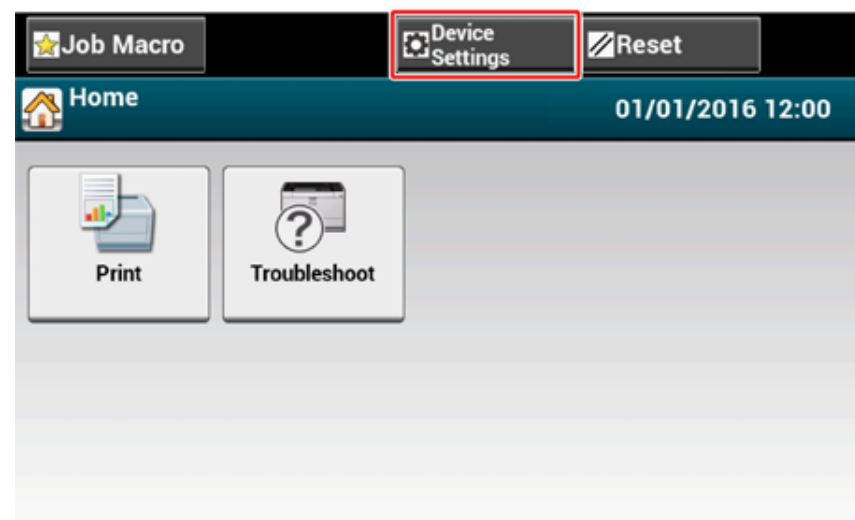 Job Macro
Device
Settings
Reset
Home
01/01/2016 12:00
?
Print
Troubleshoot